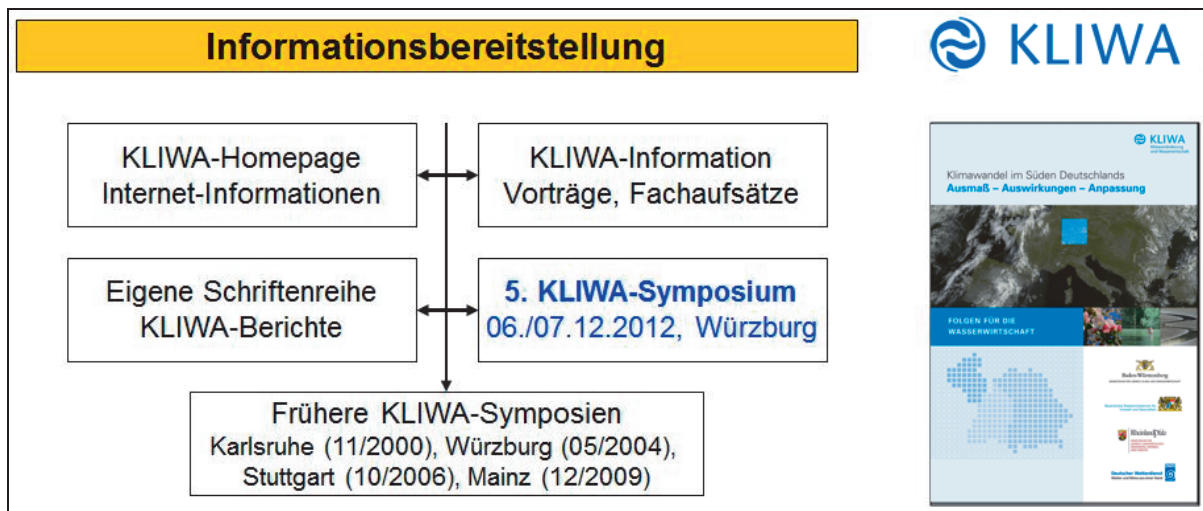 Informationsbereitstellung
KLIWA
KLIWA-Homepage
Internet-Informationen
KLIWA-Information
Vorträge, Fachaufsätze
Eigene Schriftenreihe
KLIWA-Berichte
5. KLIWA-Symposium
06./07.12.2012, Würzburg
Frühere KLIWA-Symposien
Karlsruhe (11/2000), Würzburg (05/2004),
Stuttgart (10/2006), Mainz (12/2009)
KLIWA
Klimawandel im Süden Deutschlands
Ausmaß – Auswirkungen – Anpassung
FOLGEN FÜR DIE
WASSERWIRTSCHAFT
Baden-Württemberg
RheinlandPfalz
Deutscher Wetterdienst